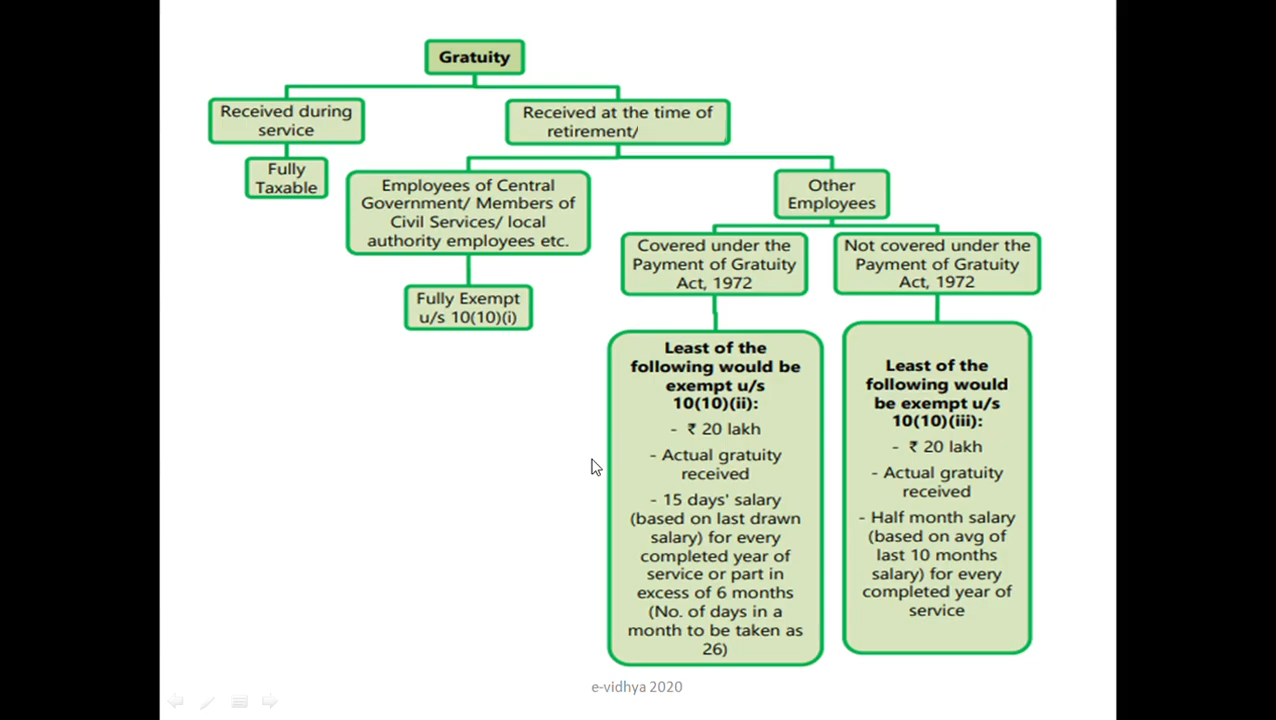 Gratuity
Received during
service
Received at the time of
retirement/
Fully
Taxable
Employees of Central
Government/ Members of
Civil Services/ local
authority employees etc.
Other
Employees
Fully Exempt
u/s 10(10)(i)
Covered under the
Payment of Gratuity
Act, 1972
Not covered under the
Payment of Gratuity
Act, 1972
Least of the
following would be
exempt u/s
10(10)(ii):
- ₹ 20 lakh
- Actual gratuity
received
- 15 days' salary
(based on last drawn
salary) for every
completed year of
service or part in
excess of 6 months
(No. of days in a
month to be taken as
26)
Least of the
following would
be exempt u/s
10(10)(iii):
- ₹ 20 lakh
- Actual gratuity
received
- Half month salary
(based on avg of
last 10 months
salary) for every
completed year of
service
e-vidhya 2020